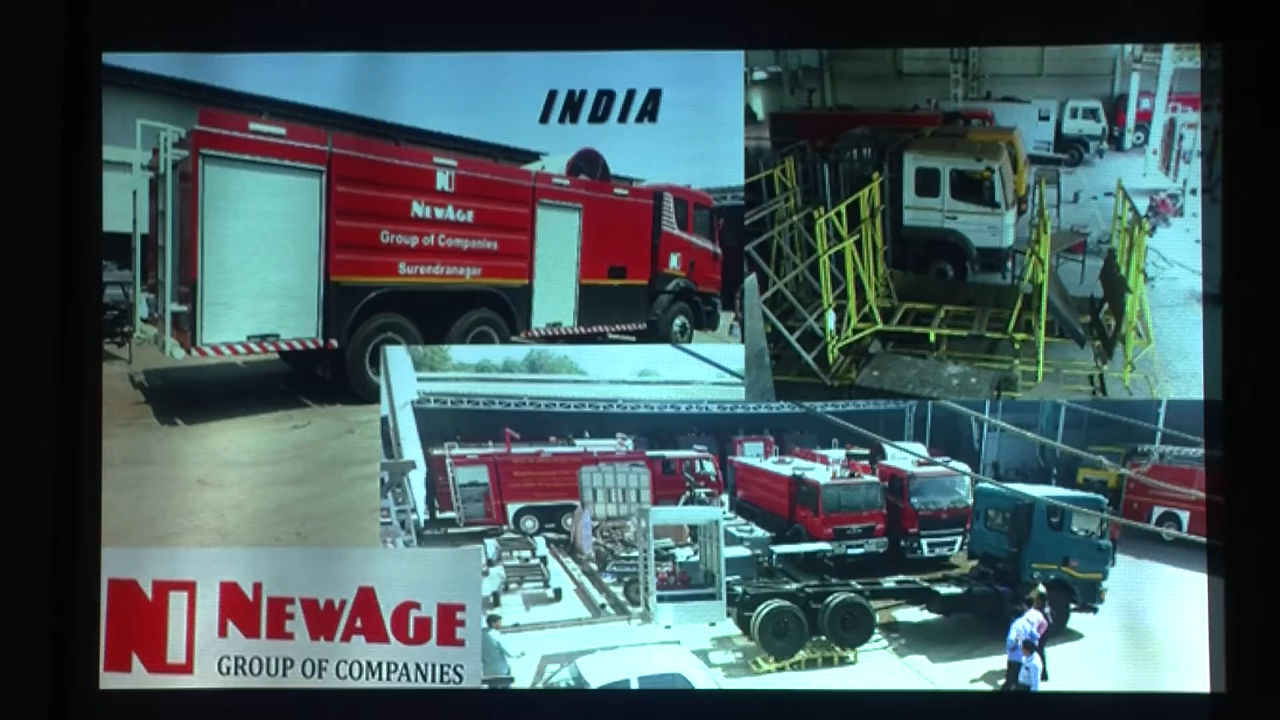 INDIA
N
NEWAGE
Group of Companies
Surendranagar
N
N
NEWAGE
GROUP OF COMPANIES